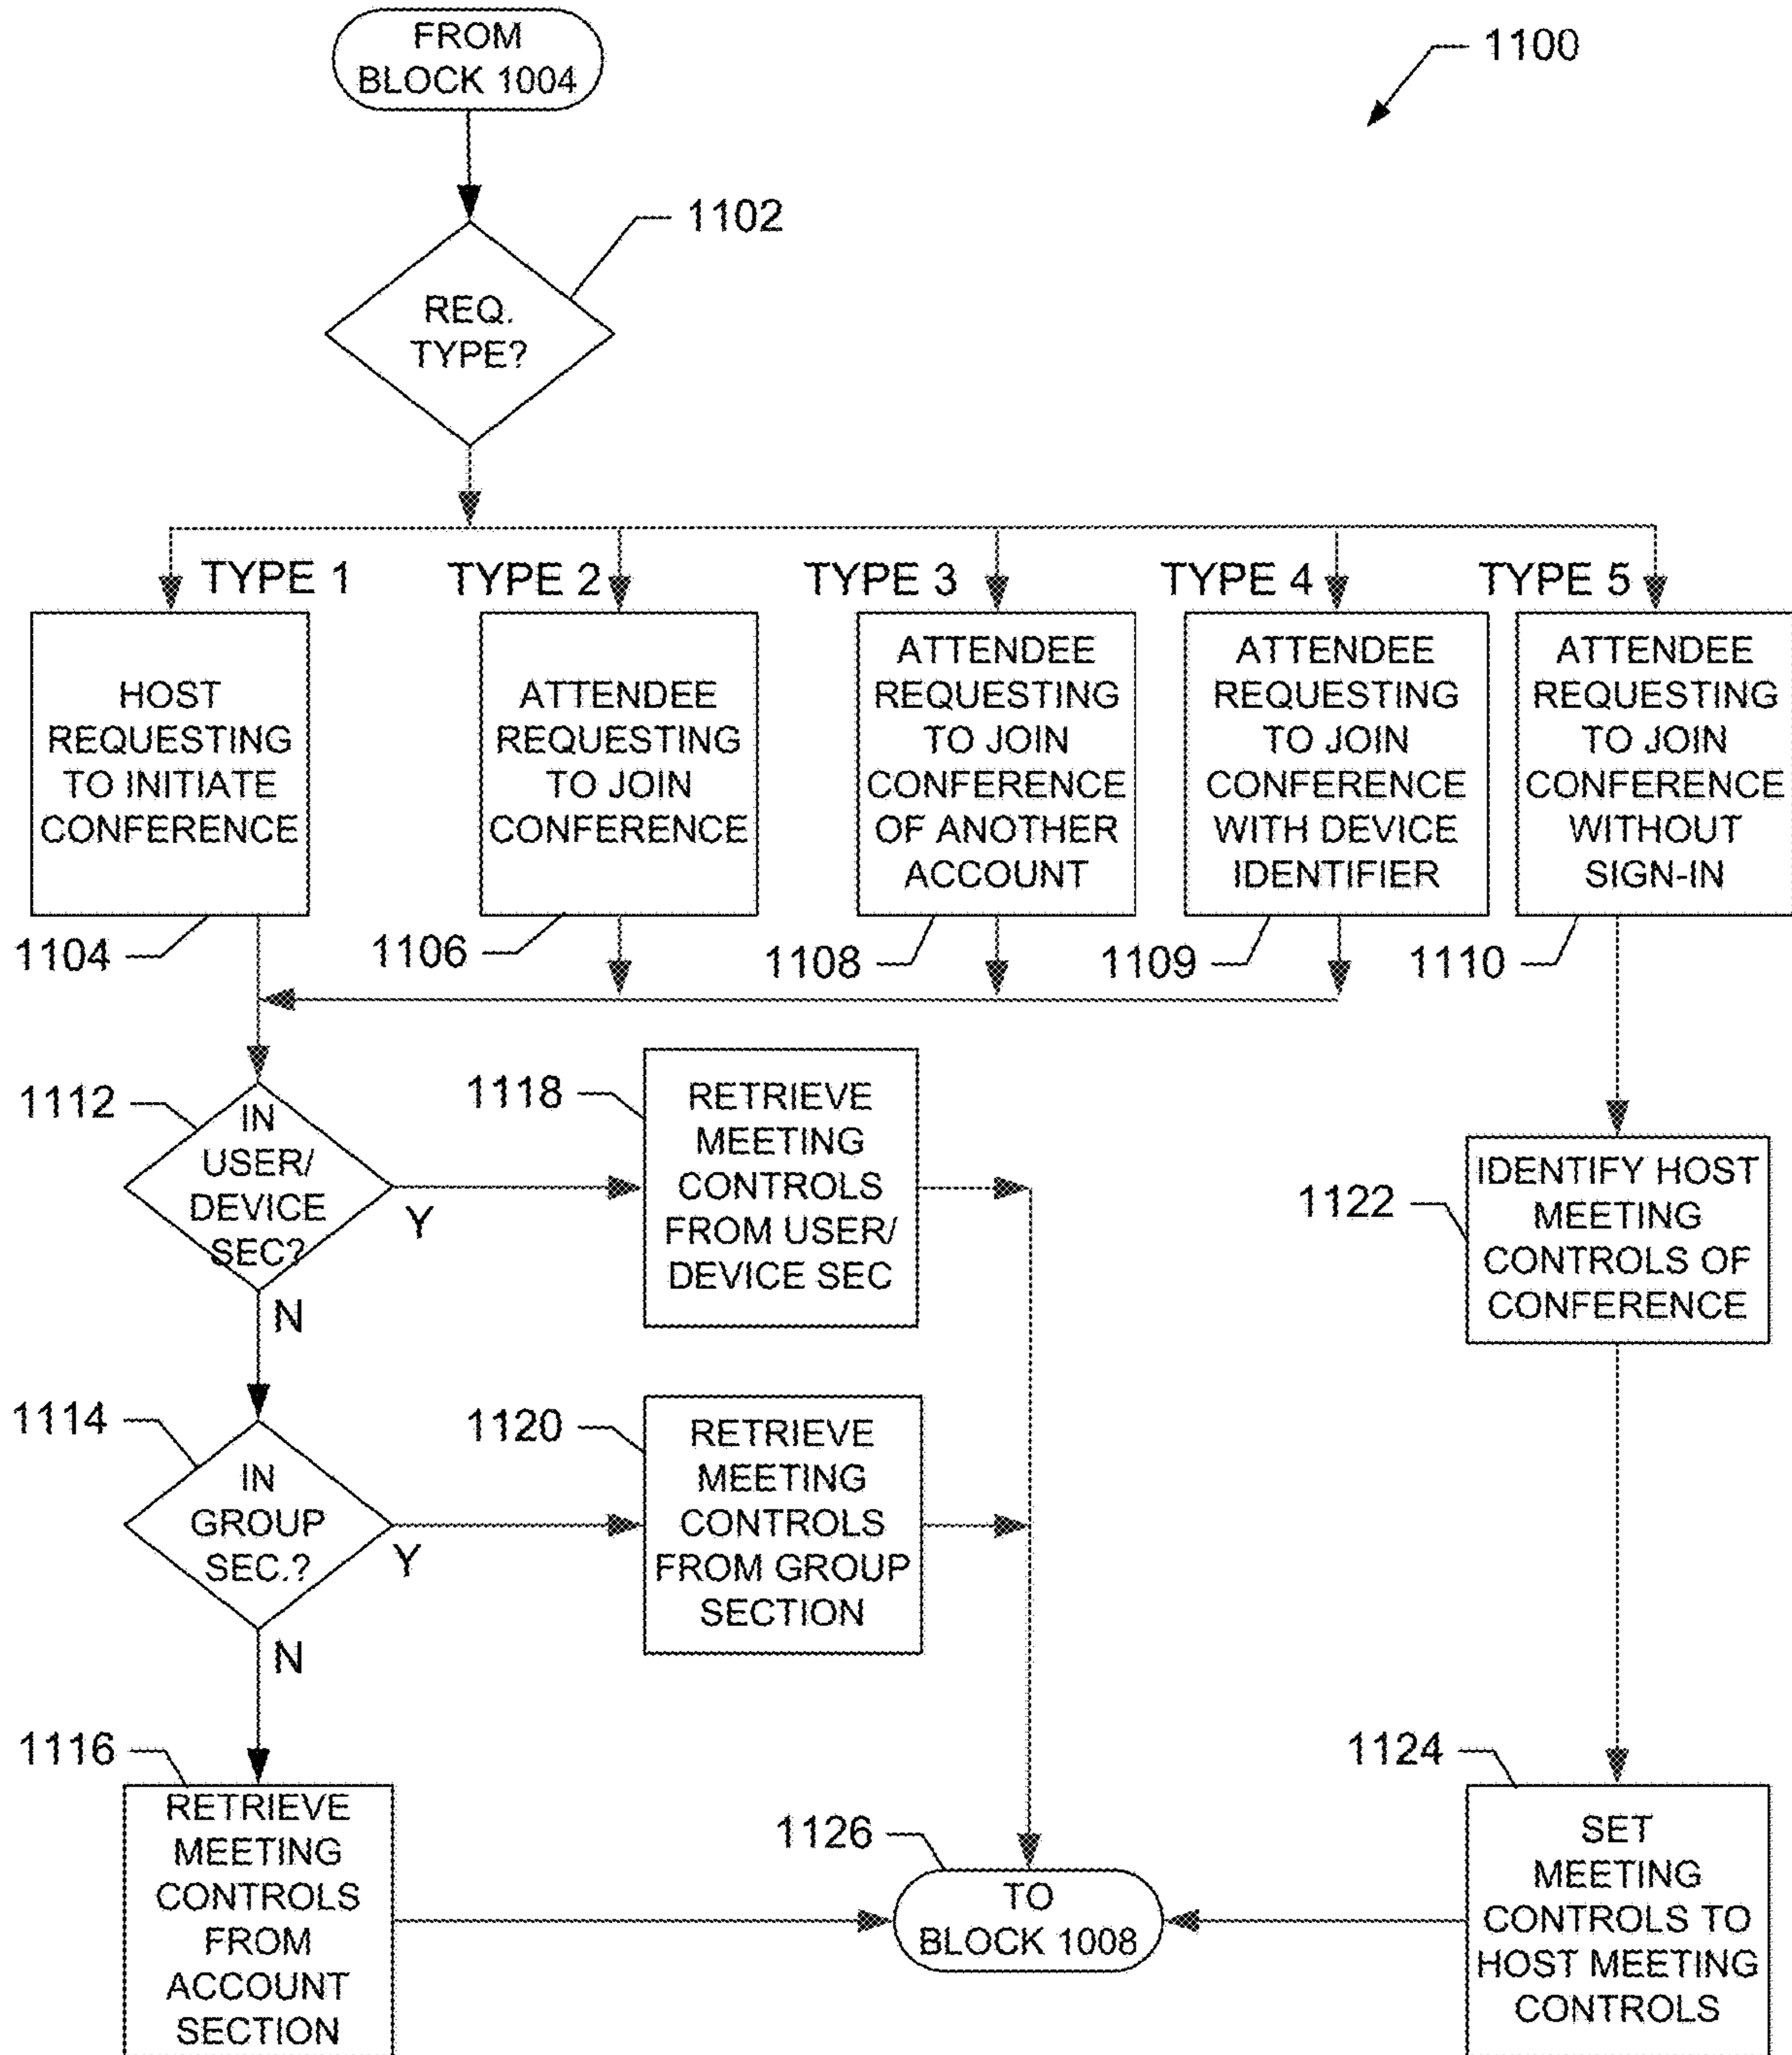 FROM
BLOCK 1004
1100
1102
REQ.
TYPE?
TYPE 1
TYPE 2
TYPE 3
TYPE 4
TYPE 5
HOST
REQUESTING
TO INITIATE
CONFERENCE
ATTENDEE
REQUESTING
TO JOIN
CONFERENCE
ATTENDEE
REQUESTING
TO JOIN
CONFERENCE
OF ANOTHER
ACCOUNT
ATTENDEE
REQUESTING
TO JOIN
CONFERENCE
WITH DEVICE
IDENTIFIER
ATTENDEE
REQUESTING
TO JOIN
CONFERENCE
WITHOUT
SIGN-IN
1104
1106
1108
1109
1110
1112
IN
USER/
DEVICE
SEC?
Y
N
1118
RETRIEVE
MEETING
CONTROLS
FROM USER/
DEVICE SEC
1122
IDENTIFY HOST
MEETING
CONTROLS OF
CONFERENCE
1114
IN
GROUP
SEC.?
Y
N
1120
RETRIEVE
MEETING
CONTROLS
FROM GROUP
SECTION
1116
RETRIEVE
MEETING
CONTROLS
FROM
ACCOUNT
SECTION
1126
TO
BLOCK 1008
1124
SET
MEETING
CONTROLS TO
HOST MEETING
CONTROLS